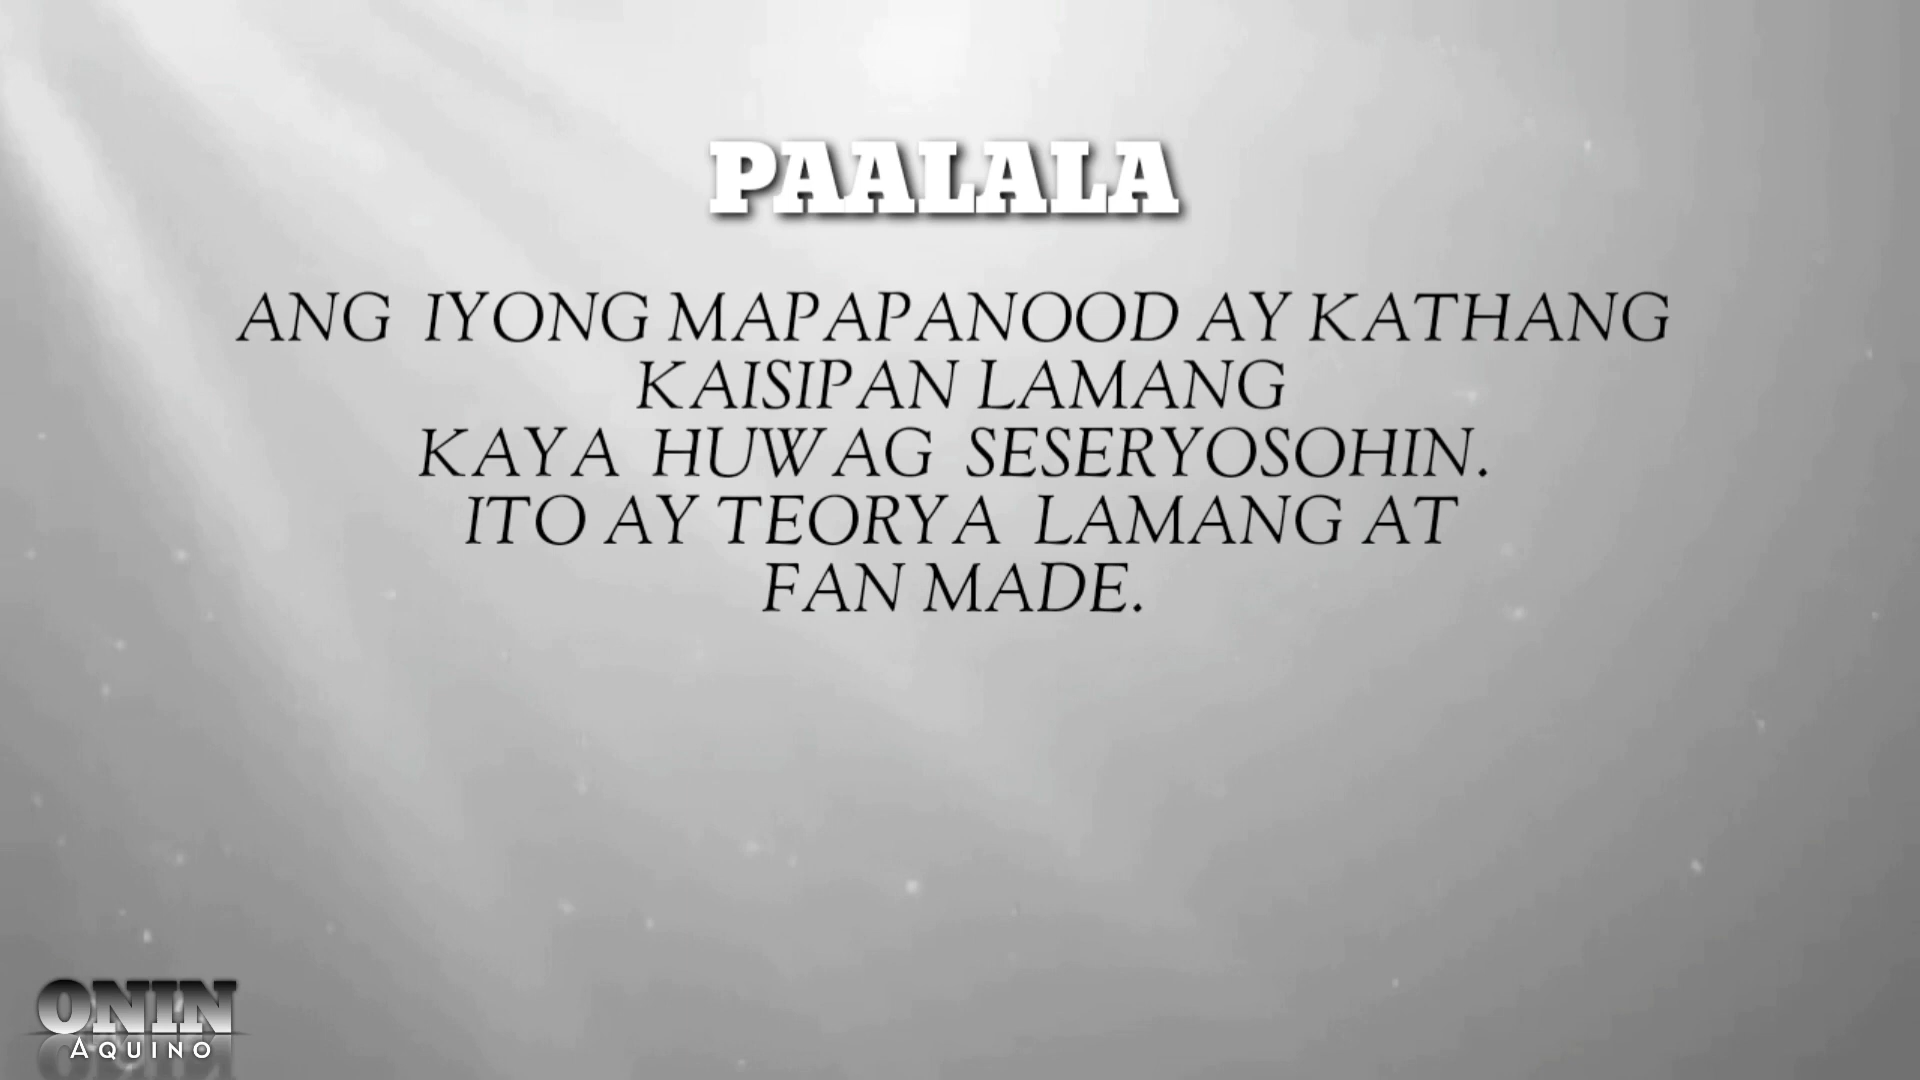 PAALALA
ANG IYONG MAPAPANOOD AY KATHANG
KAISIPAN LAMANG
KAYA HUWAG SESERYOSOHIN.
ITO AY TEORYA LAMANG AT
FAN MADE.
ONIN
AQUINO